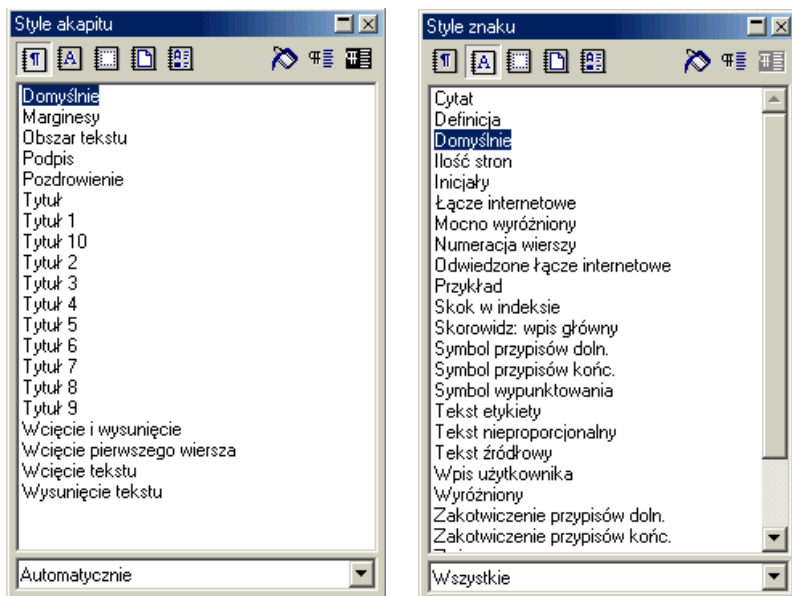 Style akapitu
Domyślnie
Marginesy
Obszar tekstu
Podpis
Pozdrowienie
Tytuł
Tytuł 1
Tytuł 10
Tytuł 2
Tytuł 3
Tytuł 4
Tytuł 5
Tytuł 6
Tytuł 7
Tytuł 8
Tytuł 9
Wcięcie i wysunięcie
Wcięcie pierwszego wiersza
Wcięcie tekstu
Wysunięcie tekstu
Automatycznie
Style znaku
Cytat
Definicja
Domyślnie
Ilość stron
Inicjały
Łącze internetowe
Mocno wyróżniony
Numeracja wierszy
Odwiedzone łącze internetowe
Przykład
Skok w indeksie
Skorowidz: wpis główny
Symbol przypisów doln.
Symbol przypisów końc.
Symbol wypunktowania
Tekst etykiety
Tekst nieproporcjonalny
Tekst źródłowy
Wpis użytkownika
Wyróżniony
Zakotwiczenie przypisów doln.
Zakotwiczenie przypisów końc.
Wszystkie